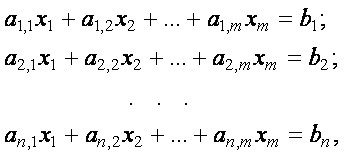 a₁,₁x₁ + a₁,₂x₂ + ... + a₁,ₘxₘ = b₁;
a₂,₁x₁ + a₂,₂x₂ + ... + a₂,ₘxₘ = b₂;
. . .
aₙ,₁x₁ + aₙ,₂x₂ + ... + aₙ,ₘxₘ = bₙ,